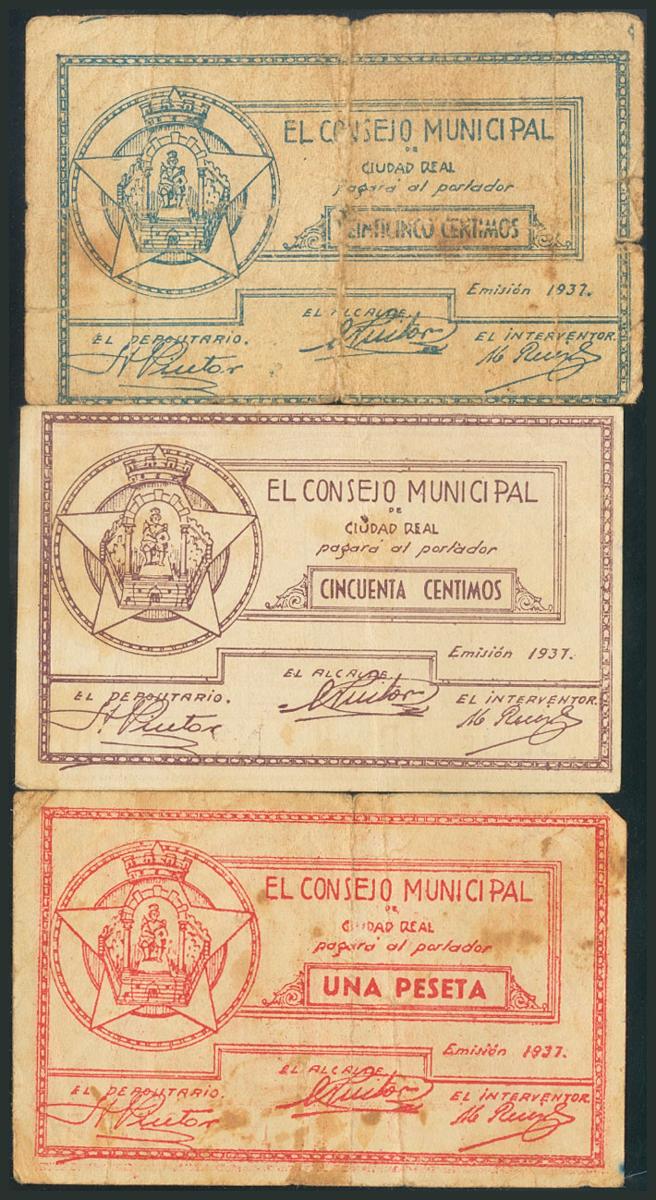 EL CONSEJO MUNICIPAL
DE
CIUDAD REAL
pagará al portador
VEINTICINCO CENTIMOS
Emisión 1937.
EL ALCALDE.
EL DEPOSITARIO.
EL INTERVENTOR.
EL CONSEJO MUNICIPAL
DE
CIUDAD REAL
pagará al portador
CINCUENTA CENTIMOS
Emisión 1937.
EL ALCALDE.
EL DEPOSITARIO.
EL INTERVENTOR.
EL CONSEJO MUNICIPAL
DE
CIUDAD REAL
pagará al portador
UNA PESETA
Emisión 1937.
EL ALCALDE.
EL DEPOSITARIO.
EL INTERVENTOR.